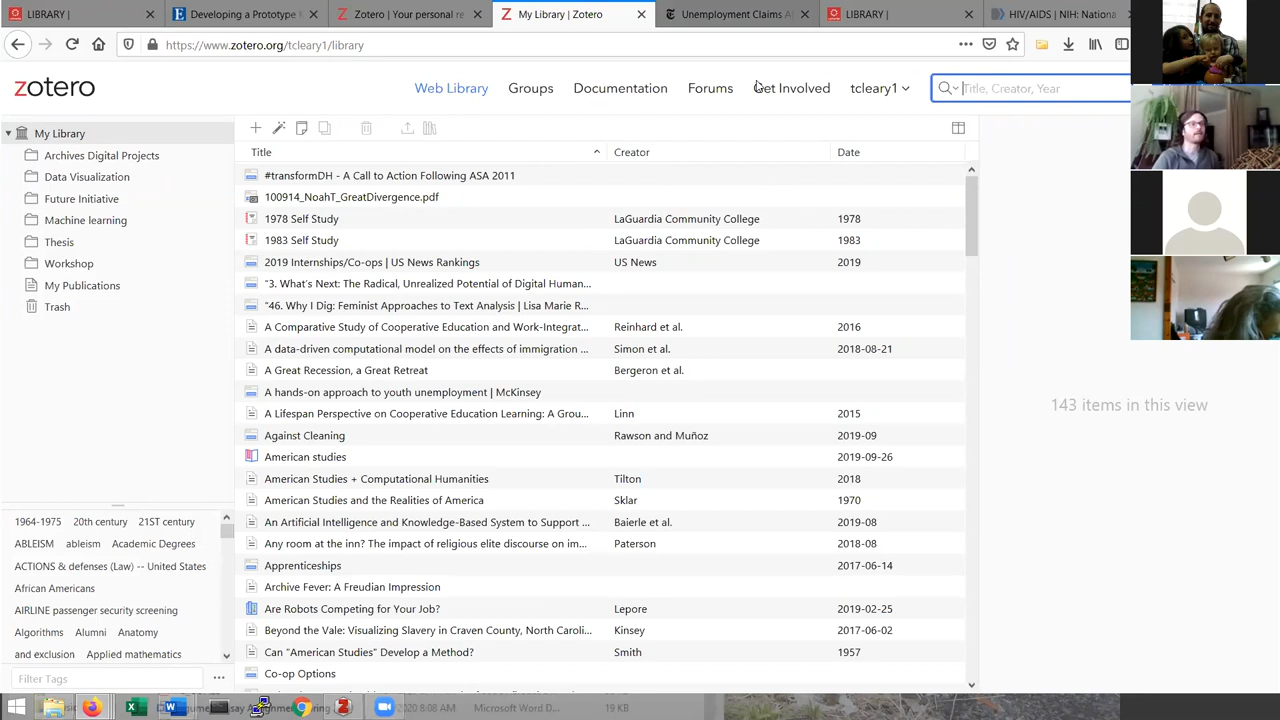 LIBRARY |
Developing a Prototype
Zotero | Your personal re
My Library | Zotero
Unemployment Claims A
LIBRARY |
HIV/AIDS | NIH: National
https://www.zotero.org/tcleary1/library
zotero
Web Library
Groups
Documentation
Forums
Get Involved
tcleary1
Title, Creator, Year
My Library
Archives Digital Projects
Data Visualization
Future Initiative
Machine learning
Thesis
Workshop
My Publications
Trash
1964-1975 20th century 21ST century
ABLEISM ableism Academic Degrees
ACTIONS & defenses (Law) -- United States
African Americans
AIRLINE passenger security screening
Algorithms Alumni Anatomy
and exclusion Applied mathematics
Filter Tags
Title Creator Date
#transformDH - A Call to Action Following ASA 2011
100914_NoahT_GreatDivergence.pdf
1978 Self Study LaGuardia Community College 1978
1983 Self Study LaGuardia Community College 1983
2019 Internships/Co-ops | US News Rankings US News 2019
"3. What's Next: The Radical, Unrealized Potential of Digital Human...
"46. Why I Dig: Feminist Approaches to Text Analysis | Lisa Marie R...
A Comparative Study of Cooperative Education and Work-Integrat... Reinhard et al. 2016
A data-driven computational model on the effects of immigration ... Simon et al. 2018-08-21
A Great Recession, a Great Retreat Bergeron et al.
A hands-on approach to youth unemployment | McKinsey
A Lifespan Perspective on Cooperative Education Learning: A Grou... Linn 2015
Against Cleaning Rawson and Muñoz 2019-09
American studies 2019-09-26
American Studies + Computational Humanities Tilton 2018
American Studies and the Realities of America Sklar 1970
An Artificial Intelligence and Knowledge-Based System to Support ... Baierle et al. 2019-08
Any room at the inn? The impact of religious elite discourse on im... Paterson 2018-08
Apprenticeships 2017-06-14
Archive Fever: A Freudian Impression
Are Robots Competing for Your Job? Lepore 2019-02-25
Beyond the Vale: Visualizing Slavery in Craven County, North Caroli... Kinsey 2017-06-02
Can "American Studies" Develop a Method? Smith 1957
Co-op Options
143 items in this view
2020 8:08 AM Microsoft Word D... 19 KB